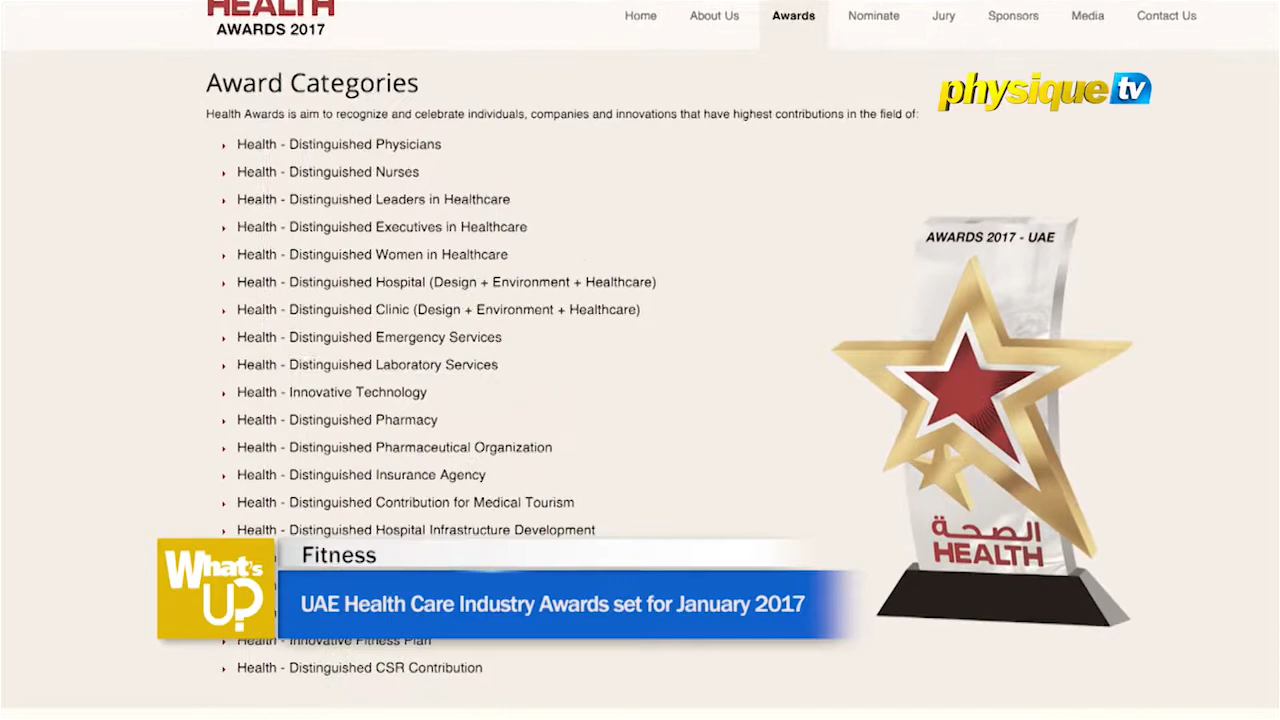 HEALTH
AWARDS 2017
Home About Us Awards Nominate Jury Sponsors Media Contact Us
Award Categories
physique tv
Health Awards is aim to recognize and celebrate individuals, companies and innovations that have highest contributions in the field of:
Health - Distinguished Physicians
Health - Distinguished Nurses
Health - Distinguished Leaders in Healthcare
Health - Distinguished Executives in Healthcare
Health - Distinguished Women in Healthcare
Health - Distinguished Hospital (Design + Environment + Healthcare)
Health - Distinguished Clinic (Design + Environment + Healthcare)
Health - Distinguished Emergency Services
Health - Distinguished Laboratory Services
Health - Innovative Technology
Health - Distinguished Pharmacy
Health - Distinguished Pharmaceutical Organization
Health - Distinguished Insurance Agency
Health - Distinguished Contribution for Medical Tourism
Health - Distinguished Hospital Infrastructure Development
Health - Innovative Fitness Plan
Health - Distinguished CSR Contribution
AWARDS 2017 - UAE
الصحة
HEALTH
What's
UP?
Fitness
UAE Health Care Industry Awards set for January 2017